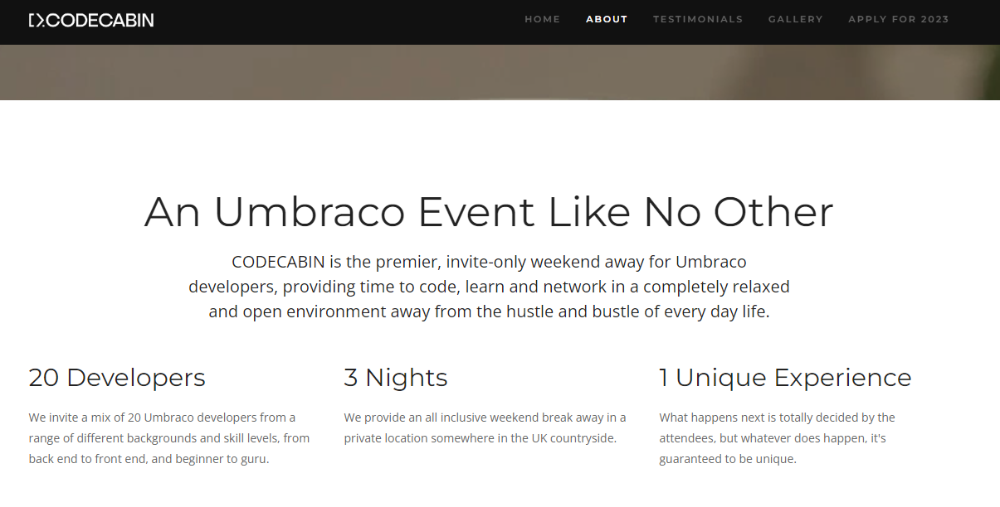 CODECABIN
HOME ABOUT TESTIMONIALS GALLERY APPLY FOR 2023
An Umbraco Event Like No Other
CODECABIN is the premier, invite-only weekend away for Umbraco
developers, providing time to code, learn and network in a completely relaxed
and open environment away from the hustle and bustle of every day life.
20 Developers
We invite a mix of 20 Umbraco developers from a
range of different backgrounds and skill levels, from
back end to front end, and beginner to guru.
3 Nights
We provide an all inclusive weekend break away in a
private location somewhere in the UK countryside.
1 Unique Experience
What happens next is totally decided by the
attendees, but whatever does happen, it's
guaranteed to be unique.